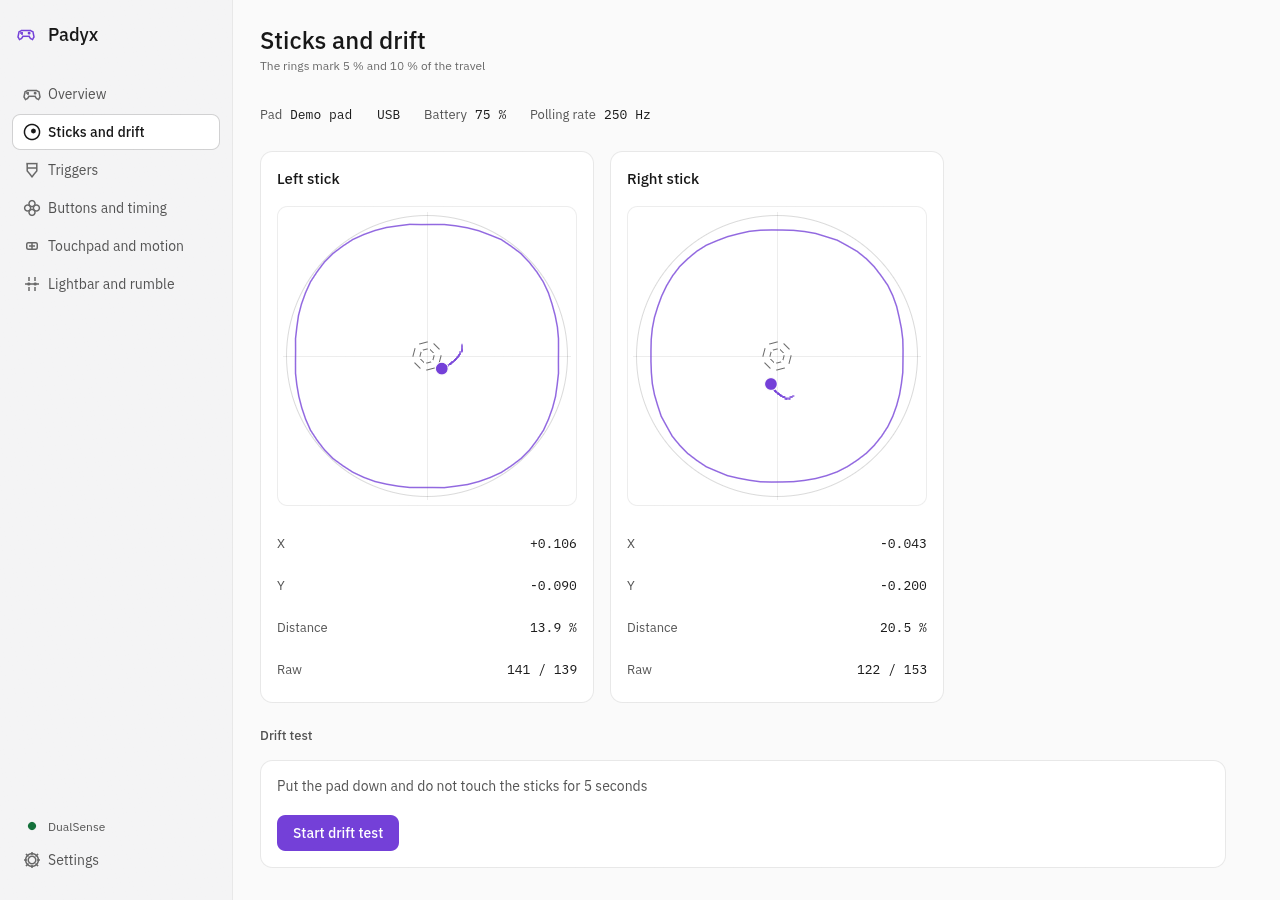 Padyx
Overview
Sticks and drift
Triggers
Buttons and timing
Touchpad and motion
Lightbar and rumble
DualSense
Settings
Sticks and drift
The rings mark 5 % and 10 % of the travel
Pad Demo pad USB Battery 75 % Polling rate 250 Hz
Left stick
X +0.106
Y -0.090
Distance 13.9 %
Raw 141 / 139
Right stick
X -0.043
Y -0.200
Distance 20.5 %
Raw 122 / 153
Drift test
Put the pad down and do not touch the sticks for 5 seconds
Start drift test